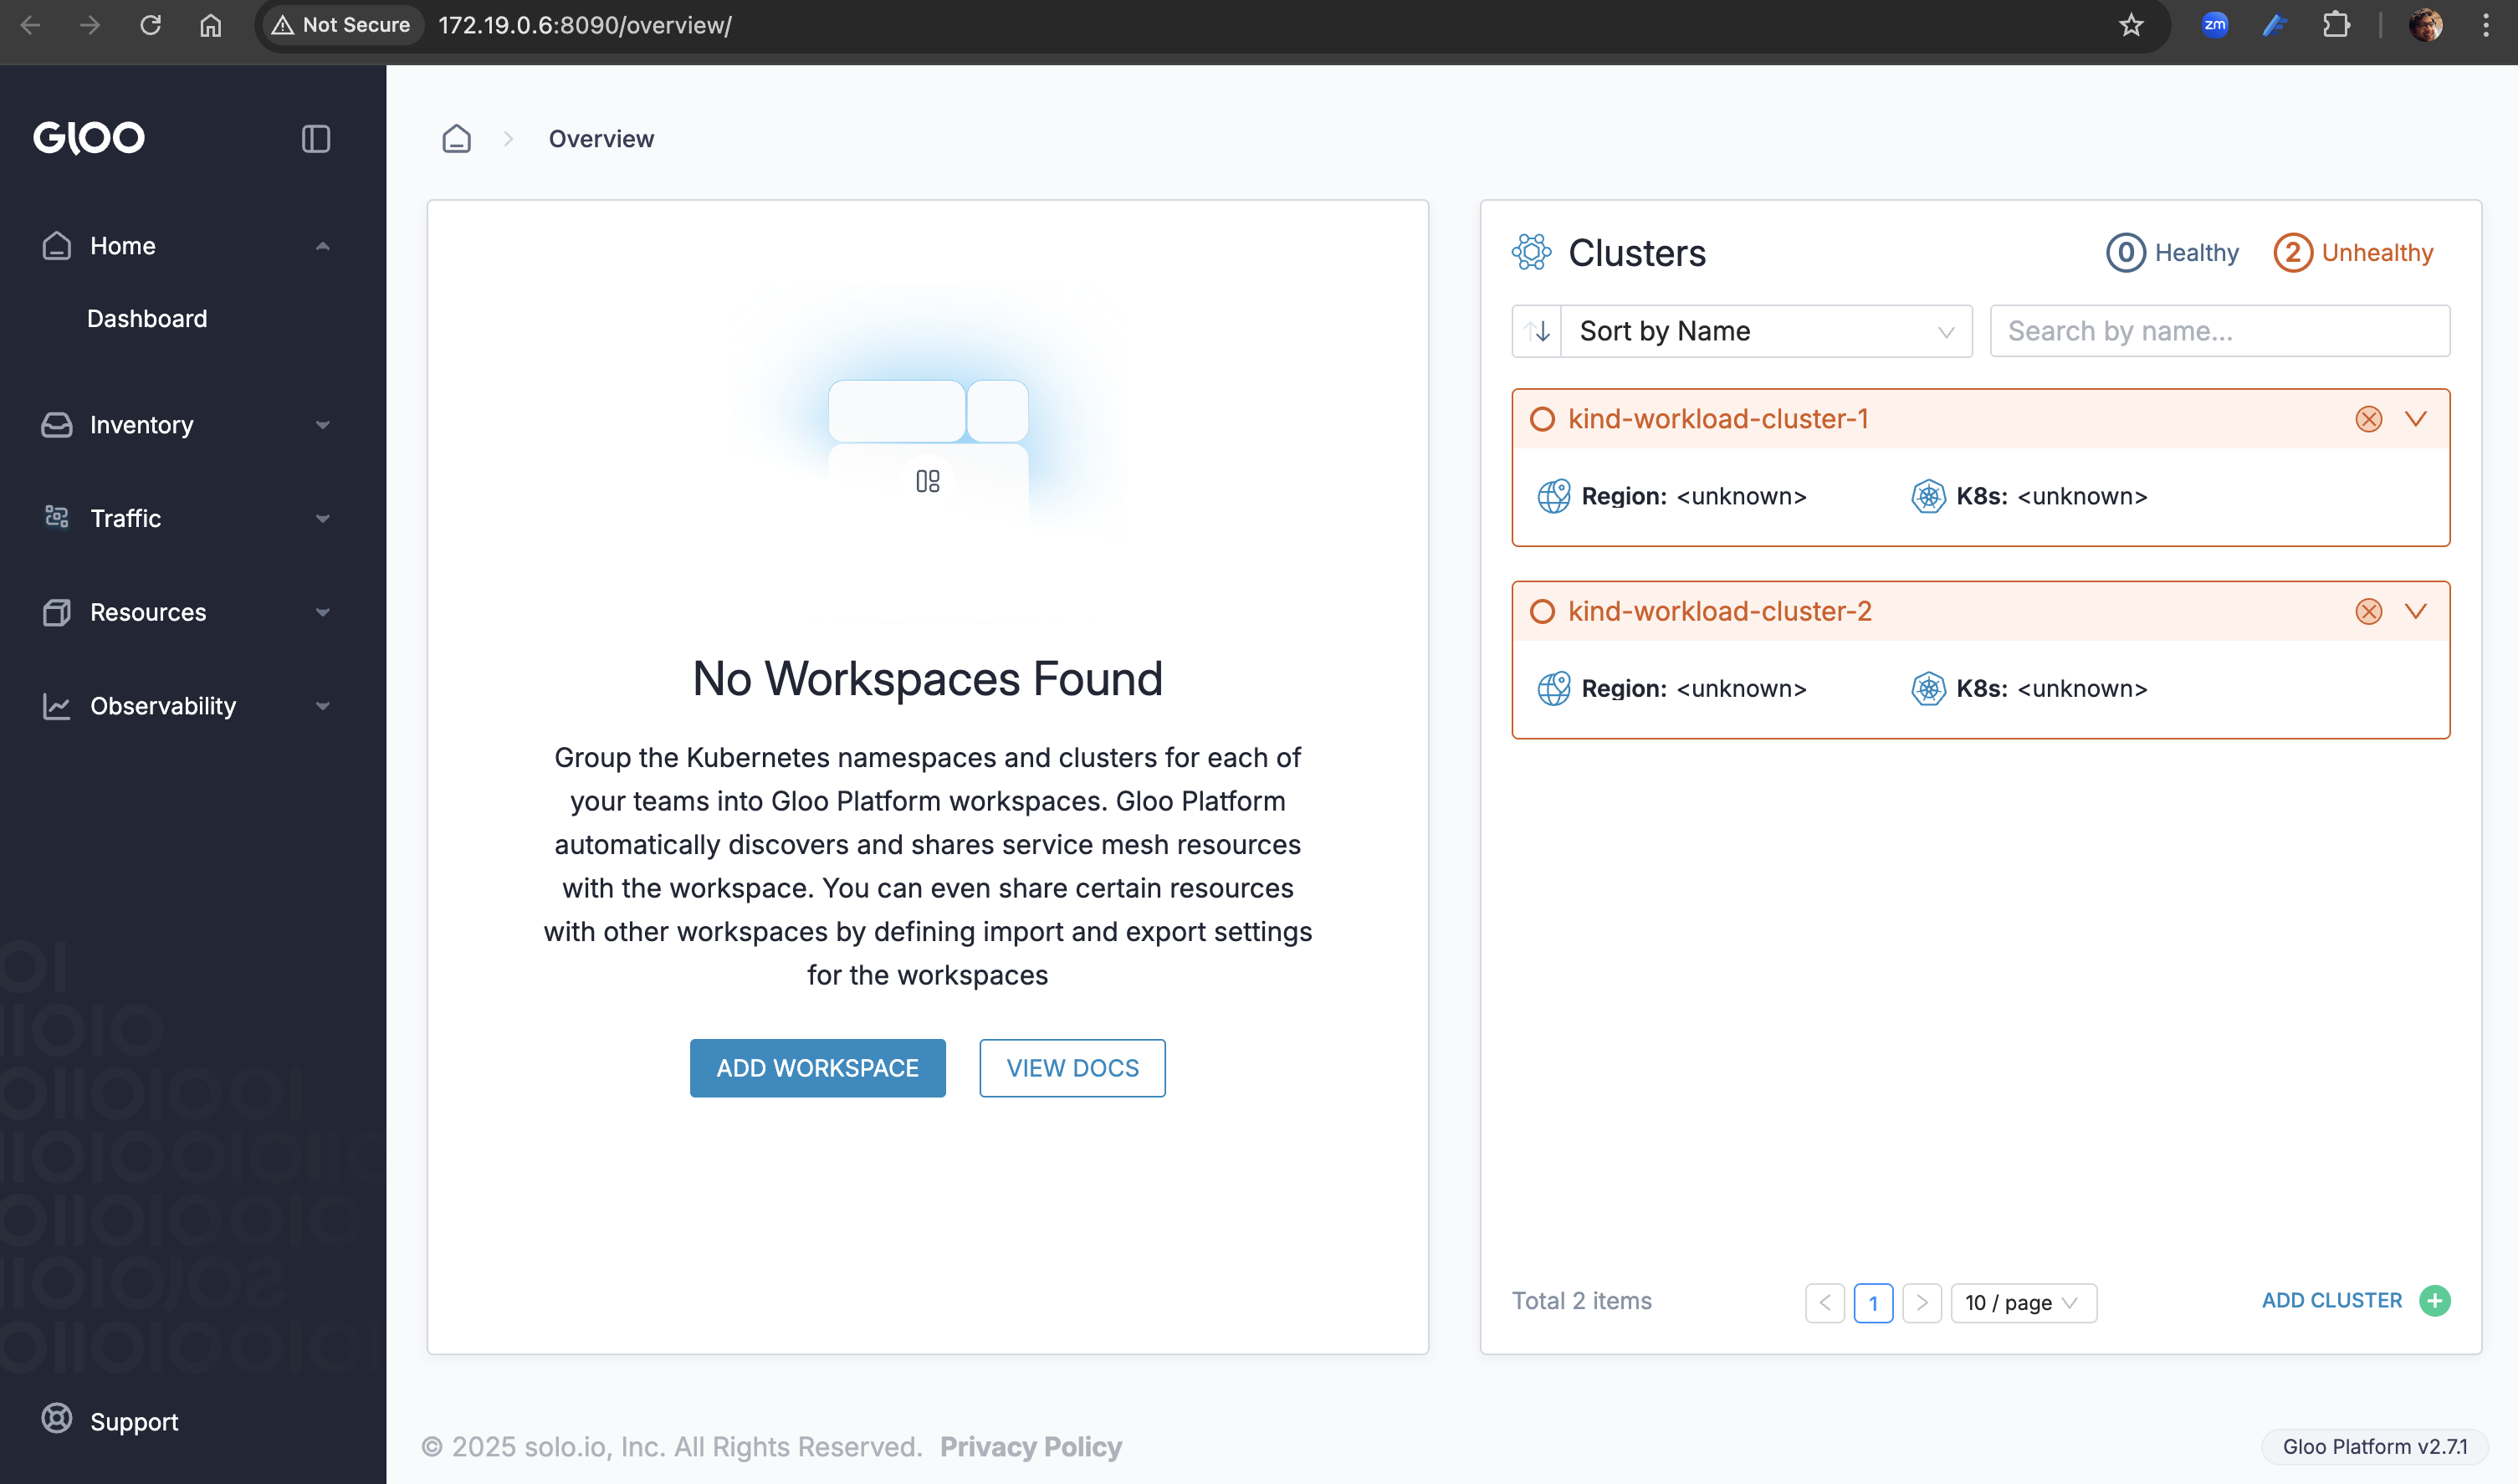 Not Secure 172.19.0.6:8090/overview/
zm
GLOO
Home
Dashboard
Inventory
Traffic
Resources
Observability
Support
Overview
No Workspaces Found
Group the Kubernetes namespaces and clusters for each of
your teams into Gloo Platform workspaces. Gloo Platform
automatically discovers and shares service mesh resources
with the workspace. You can even share certain resources
with other workspaces by defining import and export settings
for the workspaces
ADD WORKSPACE
VIEW DOCS
Clusters
0 Healthy
2 Unhealthy
Sort by Name
Search by name...
kind-workload-cluster-1
Region: <unknown>
K8s: <unknown>
kind-workload-cluster-2
Region: <unknown>
K8s: <unknown>
Total 2 items
1
10 / page
ADD CLUSTER
© 2025 solo.io, Inc. All Rights Reserved. Privacy Policy
Gloo Platform v2.7.1